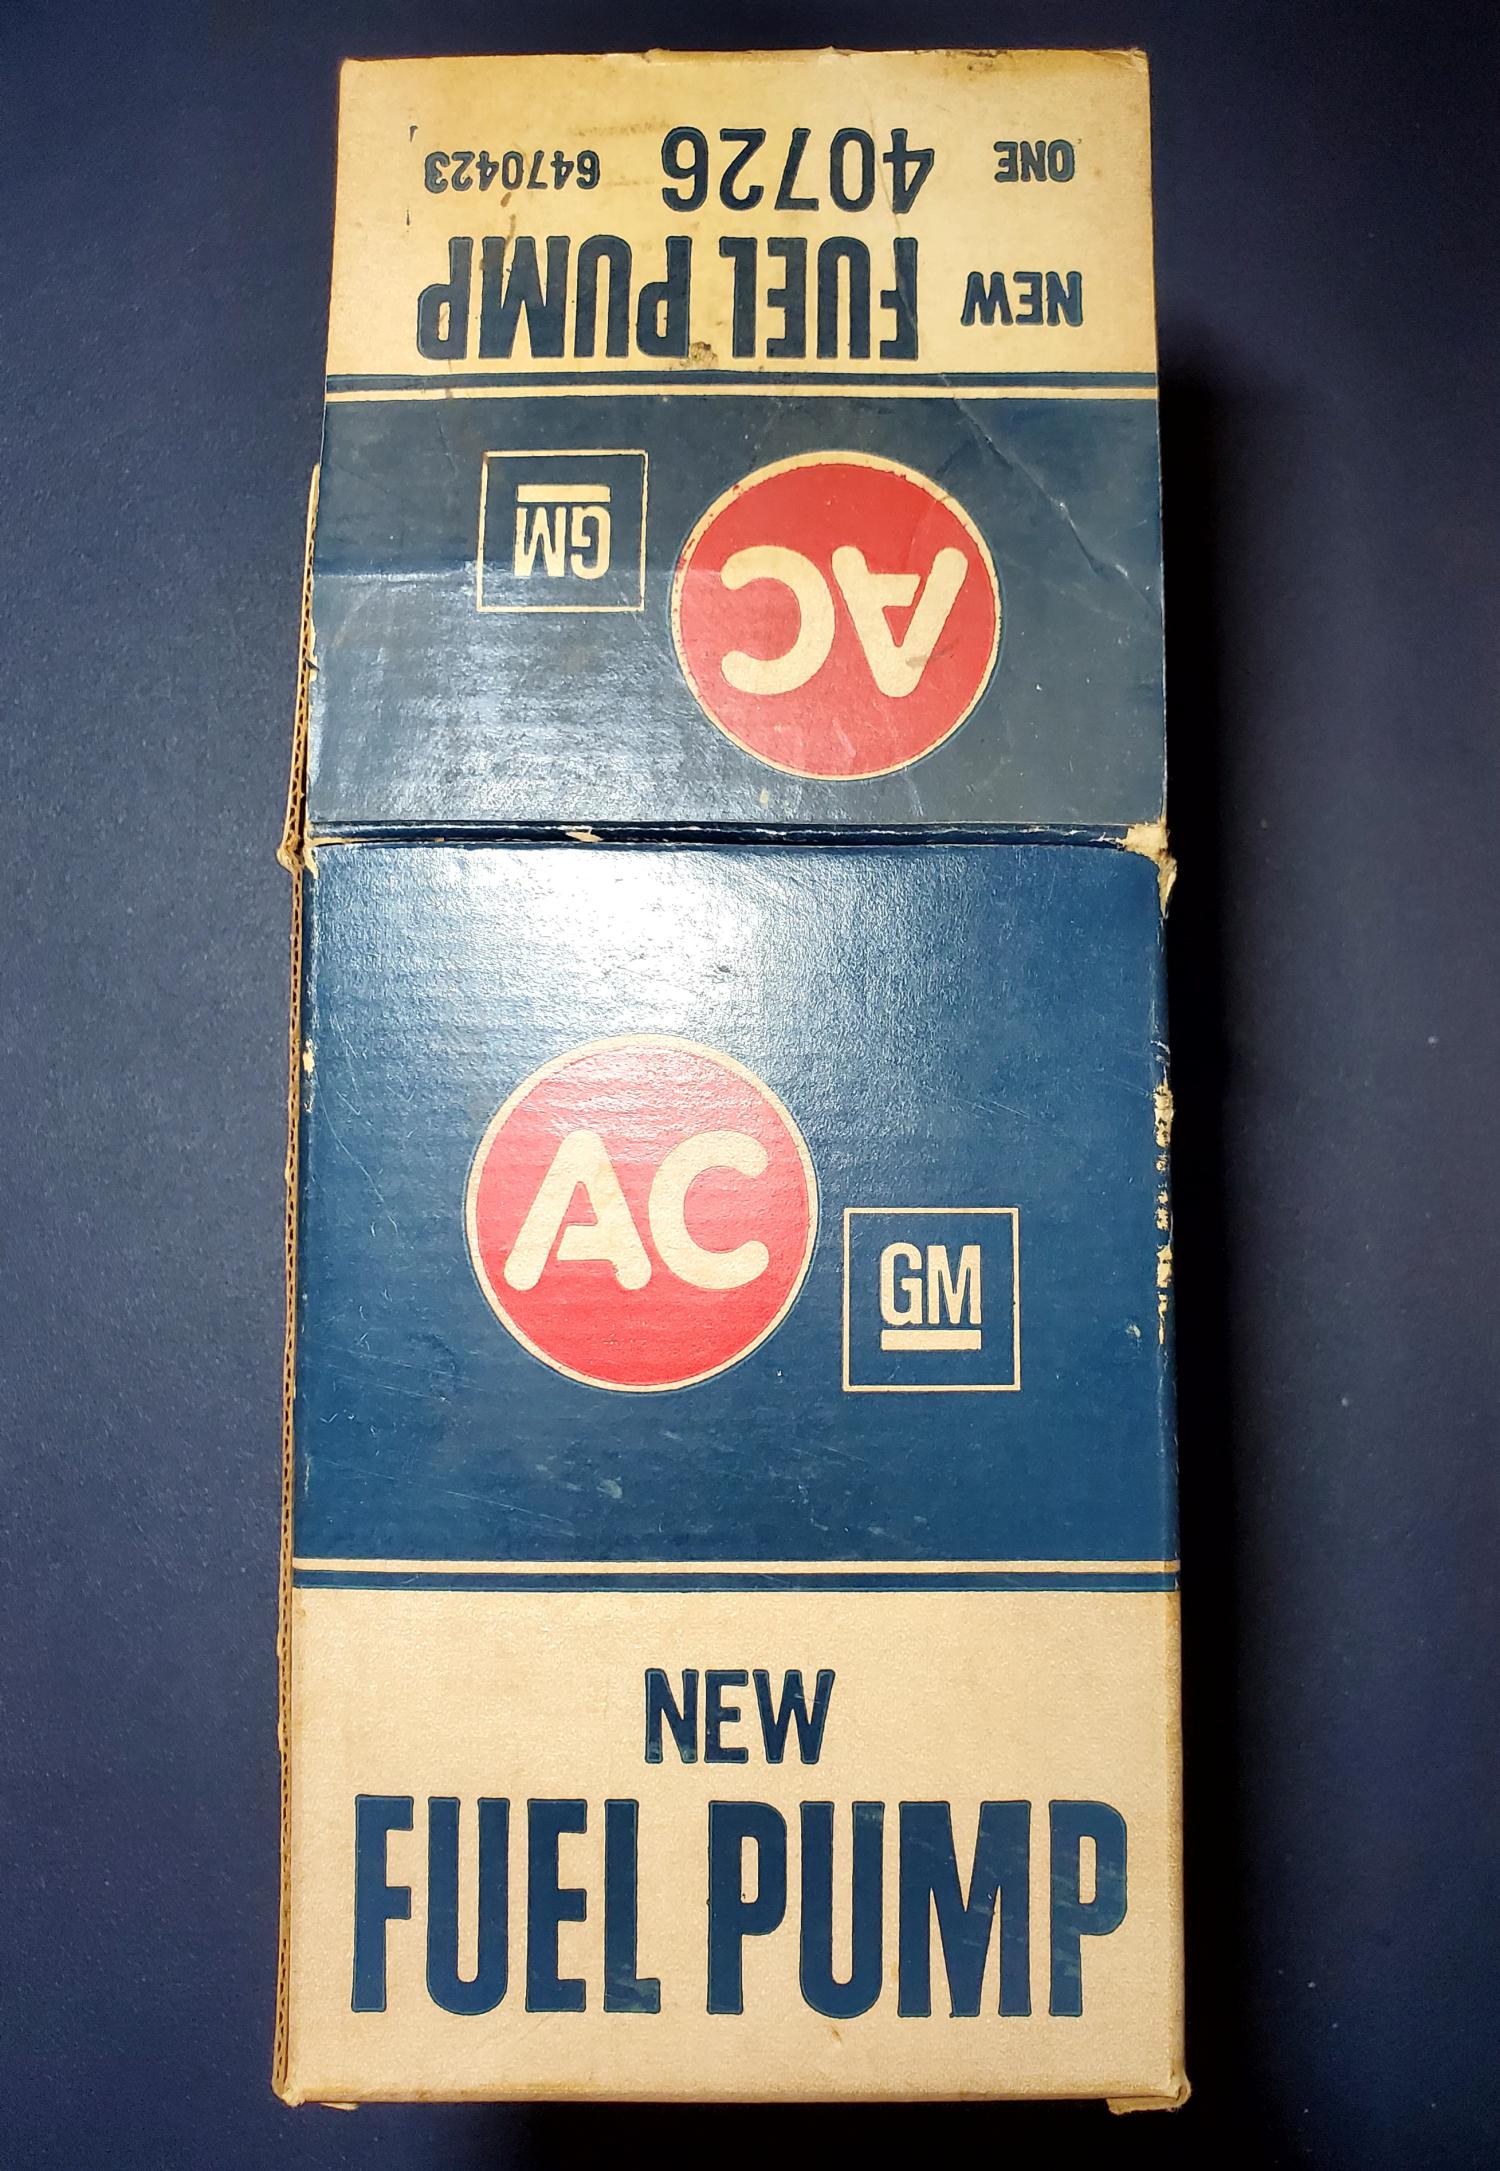 NEW FUEL PUMP
ONE 40726 6470423
AC GM
AC
GM
NEW
FUEL PUMP